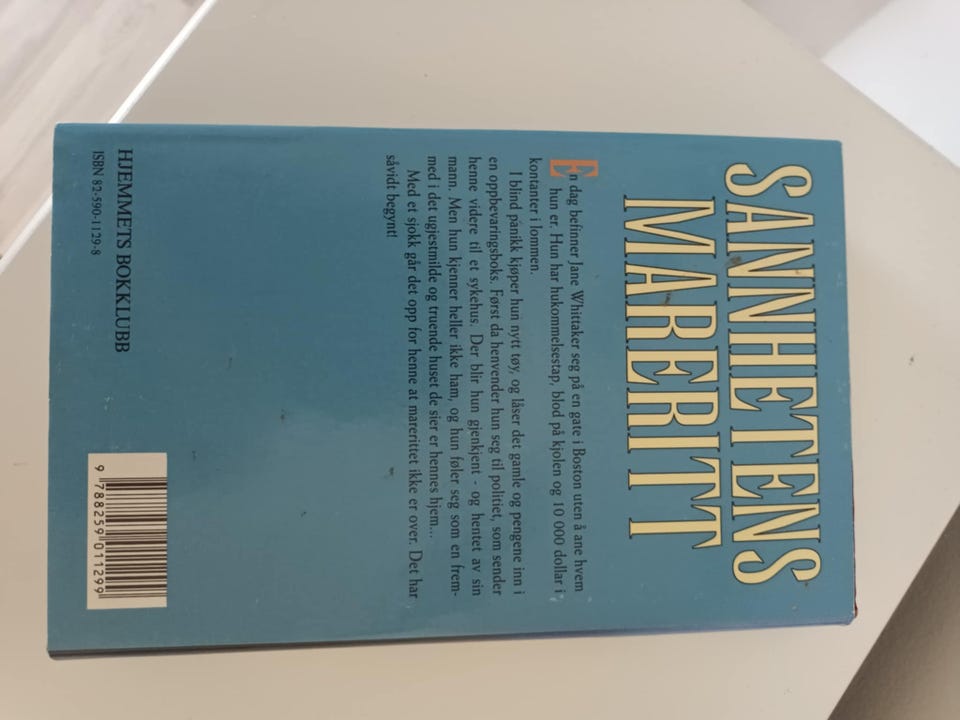 SANNHETENS
MARERITT
En dag befinner Jane Whittaker seg på en gate i Boston uten å ane hvem
hun er. Hun har hukommelsestap, blod på kjolen og 10 000 dollar i
kontanter i lommen.
I blind panikk kjøper hun nytt tøy, og låser det gamle og pengene inn i
en oppbevaringsboks. Først da henvender hun seg til politiet, som sender
henne videre til et sykehus. Der blir hun gjenkjent - og hentet av sin
mann. Men hun kjenner heller ikke ham, og hun føler seg som en frem-
med i det ugjestmilde og truende huset de sier er hennes hjem...
Med et sjokk går det opp for henne at marerittet ikke er over. Det har
såvidt begynt!
HJEMMETS BOKKLUBB
ISBN 82-590-1129-8
9 788259 011299